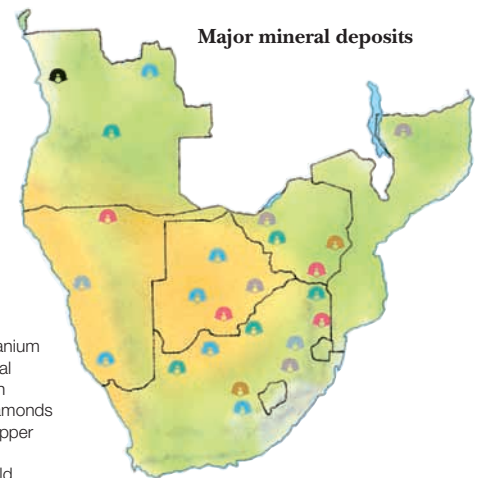 Major mineral deposits
anium
al
n
amonds
pper
ld